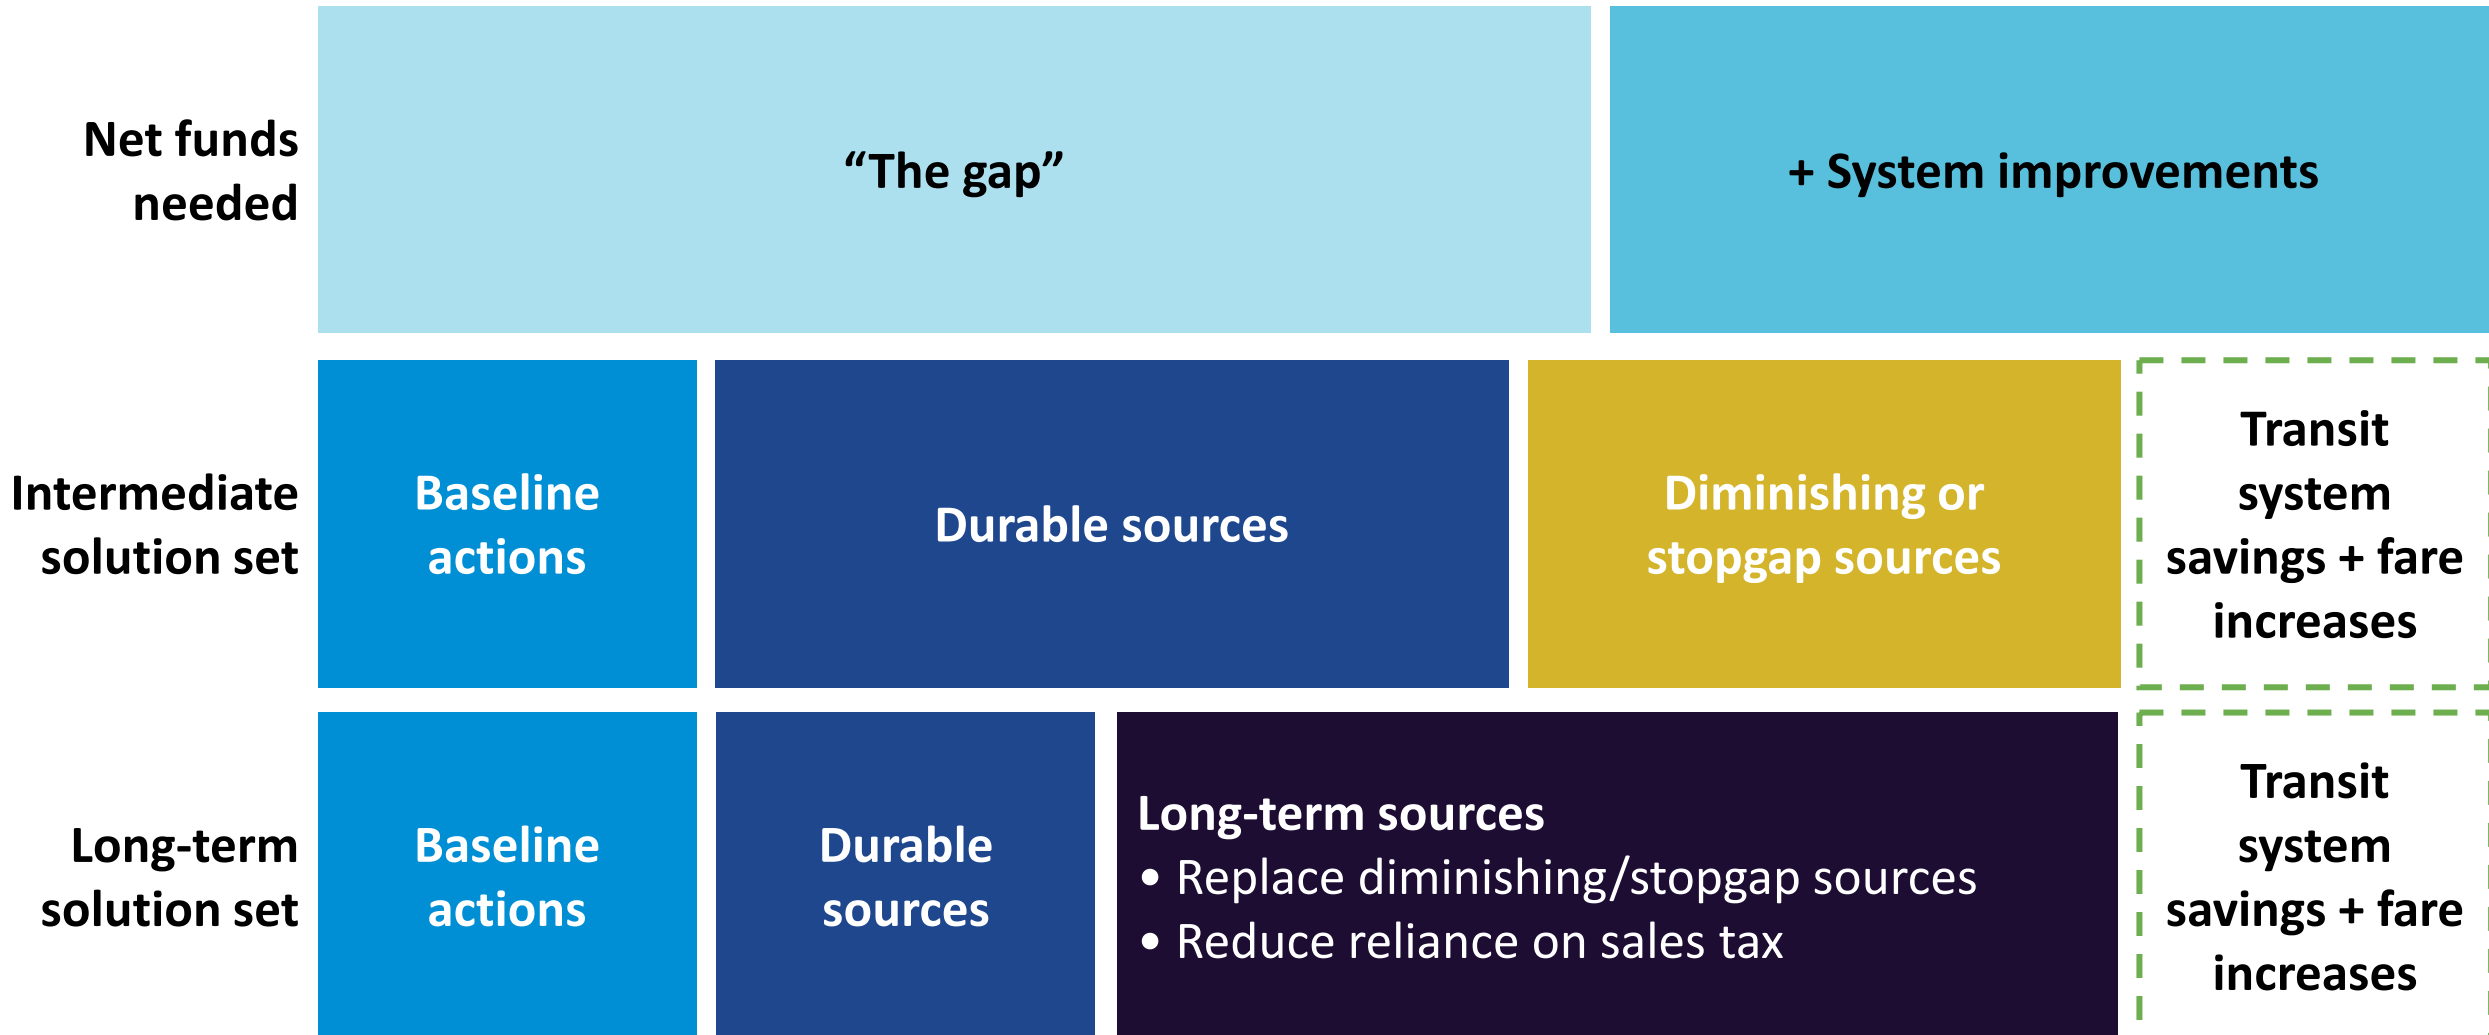 Net funds
needed
“The gap”
+ System improvements
Intermediate
solution set
Baseline
actions
Durable sources
Diminishing or
stopgap sources
Transit
system
savings + fare
increases
Long-term
solution set
Baseline
actions
Durable
sources
Long-term sources
• Replace diminishing/stopgap sources
• Reduce reliance on sales tax
Transit
system
savings + fare
increases